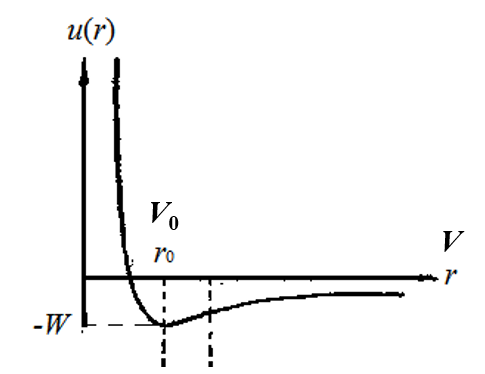 u(r)
V₀
r₀
V
r
-W